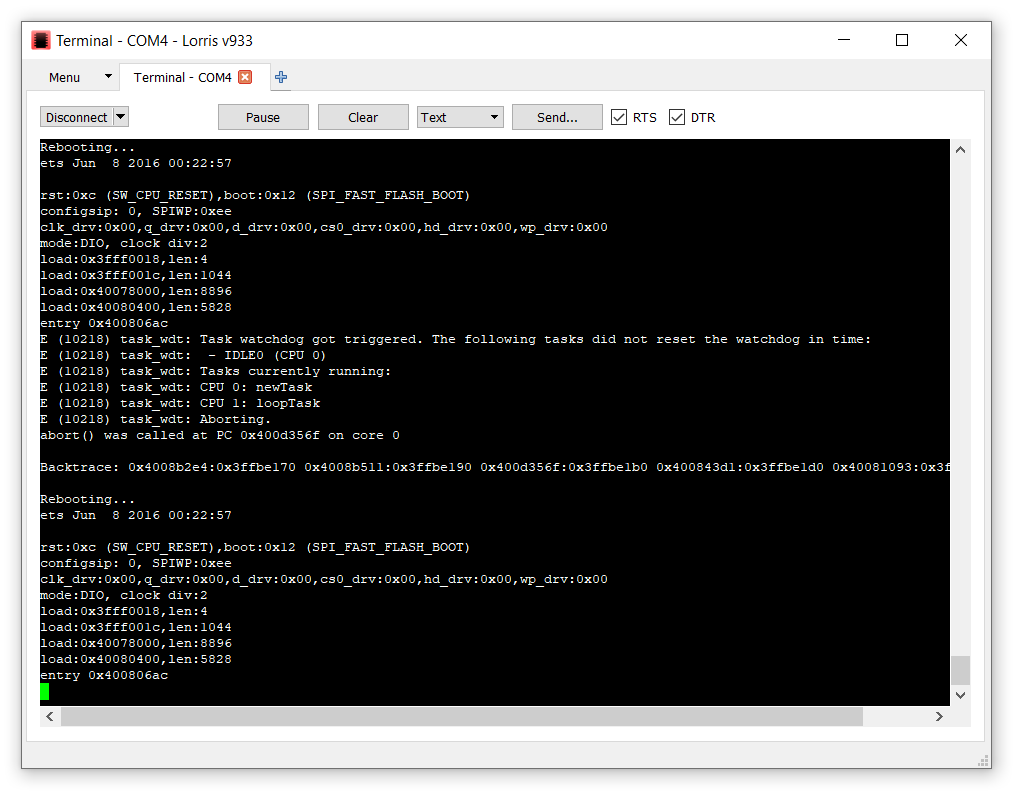 Terminal - COM4 - Lorris v933
Menu Terminal - COM4
Disconnect Pause Clear Text Send... RTS DTR
Rebooting...
ets Jun  8 2016 00:22:57
rst:0xc (SW_CPU_RESET),boot:0x12 (SPI_FAST_FLASH_BOOT)
configsip: 0, SPIWP:0xee
clk_drv:0x00,q_drv:0x00,d_drv:0x00,cs0_drv:0x00,hd_drv:0x00,wp_drv:0x00
mode:DIO, clock div:2
load:0x3fff0018,len:4
load:0x3fff001c,len:1044
load:0x40078000,len:8896
load:0x40080400,len:5828
entry 0x400806ac
E (10218) task_wdt: Task watchdog got triggered. The following tasks did not reset the watchdog in time:
E (10218) task_wdt:  - IDLE0 (CPU 0)
E (10218) task_wdt: Tasks currently running:
E (10218) task_wdt: CPU 0: newTask
E (10218) task_wdt: CPU 1: loopTask
E (10218) task_wdt: Aborting.
abort() was called at PC 0x400d356f on core 0
Backtrace: 0x4008b2e4:0x3ffbe170 0x4008b511:0x3ffbe190 0x400d356f:0x3ffbe1b0 0x400843d1:0x3ffbe1d0 0x40081093:0x3f
Rebooting...
ets Jun  8 2016 00:22:57
rst:0xc (SW_CPU_RESET),boot:0x12 (SPI_FAST_FLASH_BOOT)
configsip: 0, SPIWP:0xee
clk_drv:0x00,q_drv:0x00,d_drv:0x00,cs0_drv:0x00,hd_drv:0x00,wp_drv:0x00
mode:DIO, clock div:2
load:0x3fff0018,len:4
load:0x3fff001c,len:1044
load:0x40078000,len:8896
load:0x40080400,len:5828
entry 0x400806ac